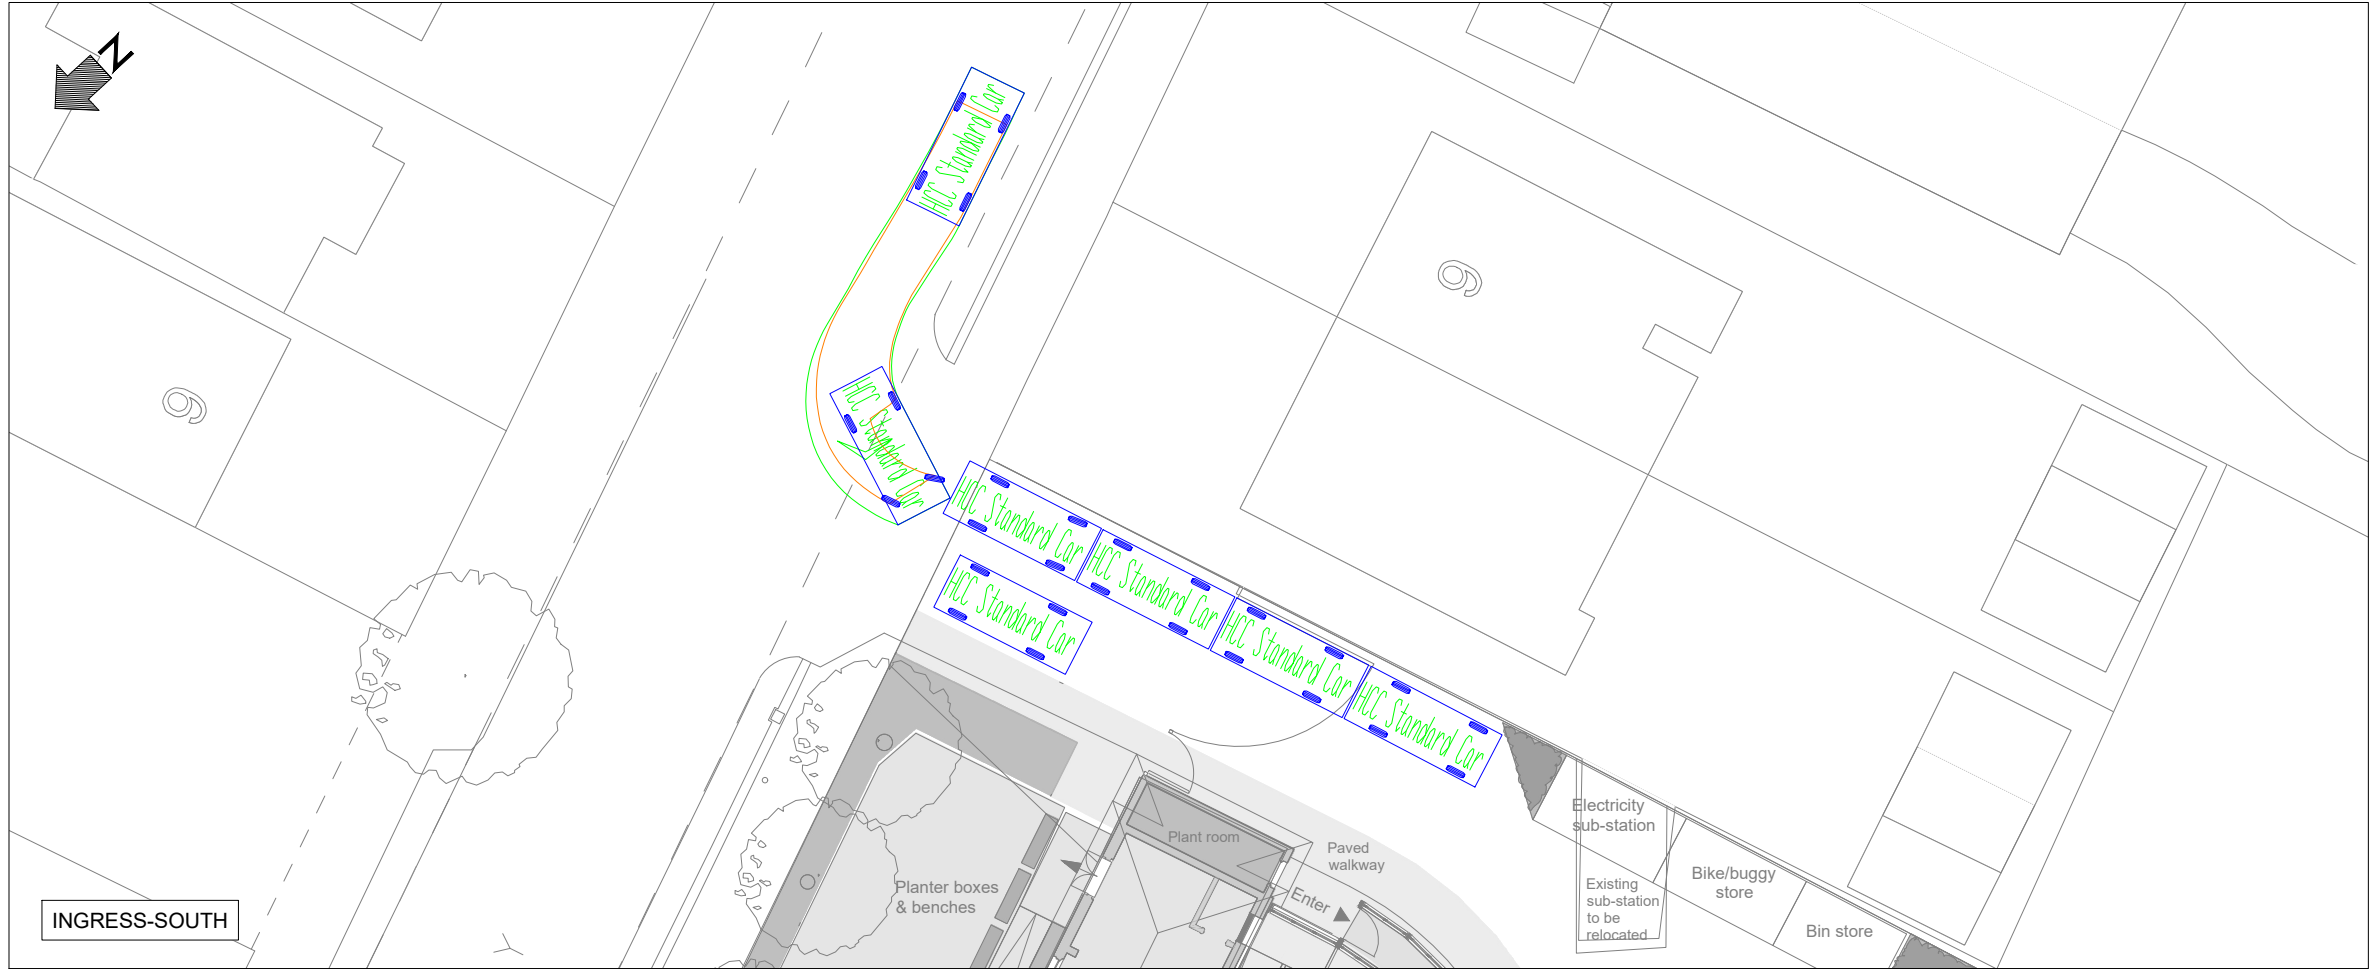 N
HCC Standard Car
9
9
HCC Standard Car
HCC Standard Car
HCC Standard Car
HCC Standard Car
HCC Standard Car
HCC Standard Car
Electricity
sub-station
Plant room
Paved
walkway
Bike/buggy
store
Planter boxes
& benches
Enter
Existing
sub-station
to be
relocated
Bin store
INGRESS-SOUTH